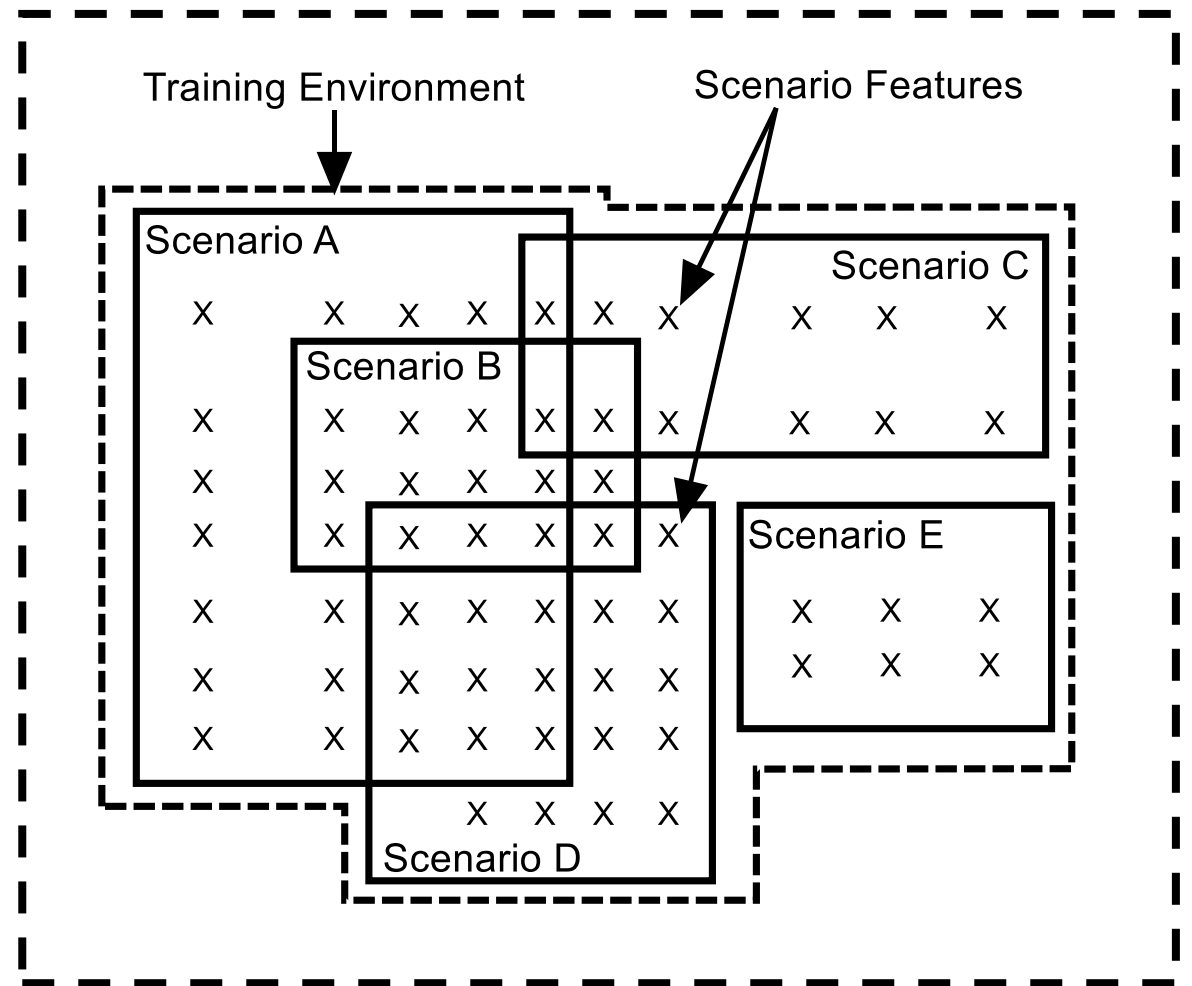 Training Environment
Scenario Features
Scenario A
Scenario C
X X X X X X X X X X
Scenario B
X X X X X X X X X X
X X X X X X
X X X X X X X
Scenario E
X X X X X X X X X X
X X X X X X X X X X
X X X X X X X
X X X X
Scenario D